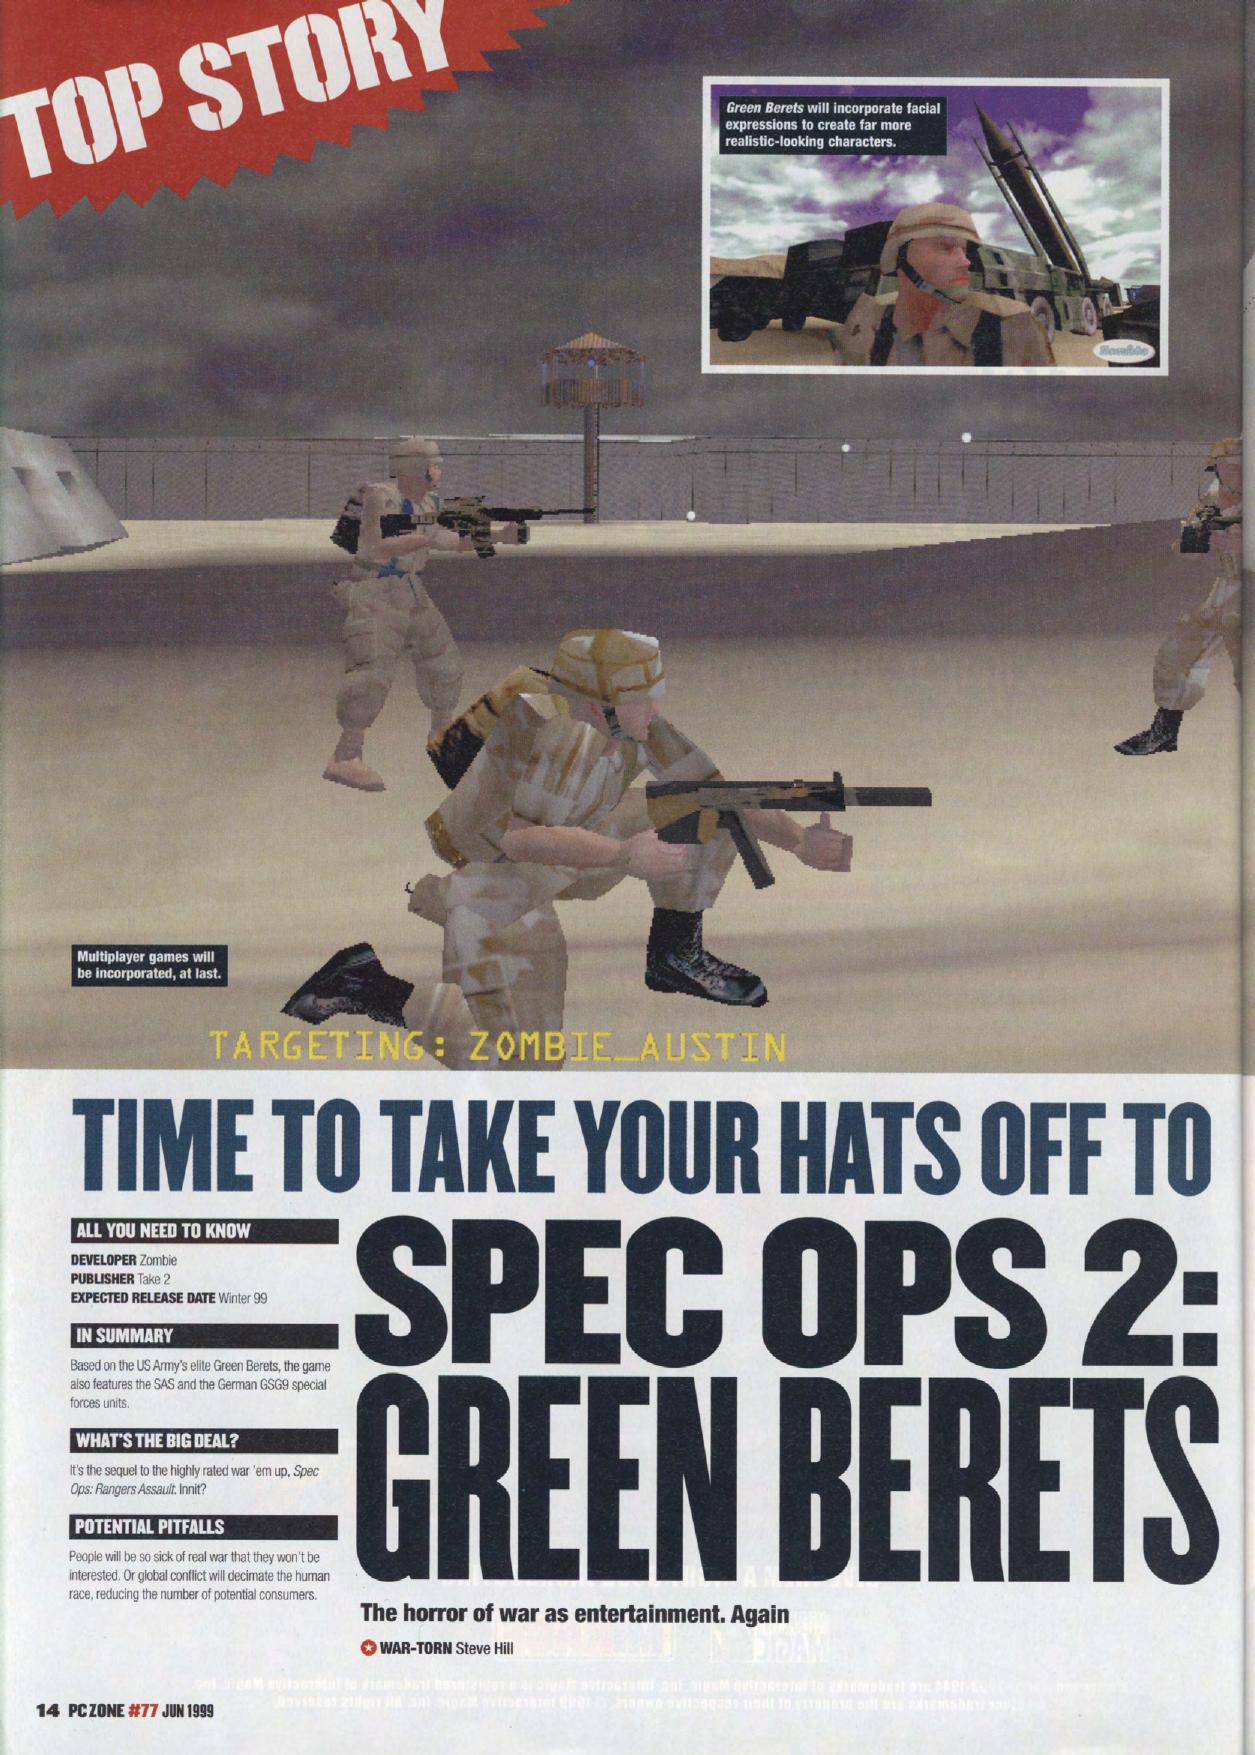 TOP STORY
Green Berets will incorporate facial
expressions to create far more
realistic-looking characters.
Zombie
Multiplayer games will
be incorporated, at last.
TARGETING: ZOMBIE_AUSTIN
TIME TO TAKE YOUR HATS OFF TO
SPEC OPS 2:
GREEN BERETS
ALL YOU NEED TO KNOW
DEVELOPER Zombie
PUBLISHER Take 2
EXPECTED RELEASE DATE Winter 99
IN SUMMARY
Based on the US Army's elite Green Berets, the game
also features the SAS and the German GSG9 special
forces units.
WHAT'S THE BIG DEAL?
It's the sequel to the highly rated war 'em up, Spec
Ops: Rangers Assault. Innit?
POTENTIAL PITFALLS
People will be so sick of real war that they won't be
interested. Or global conflict will decimate the human
race, reducing the number of potential consumers.
The horror of war as entertainment. Again
WAR-TORN Steve Hill
14 PC ZONE #77 JUN 1999